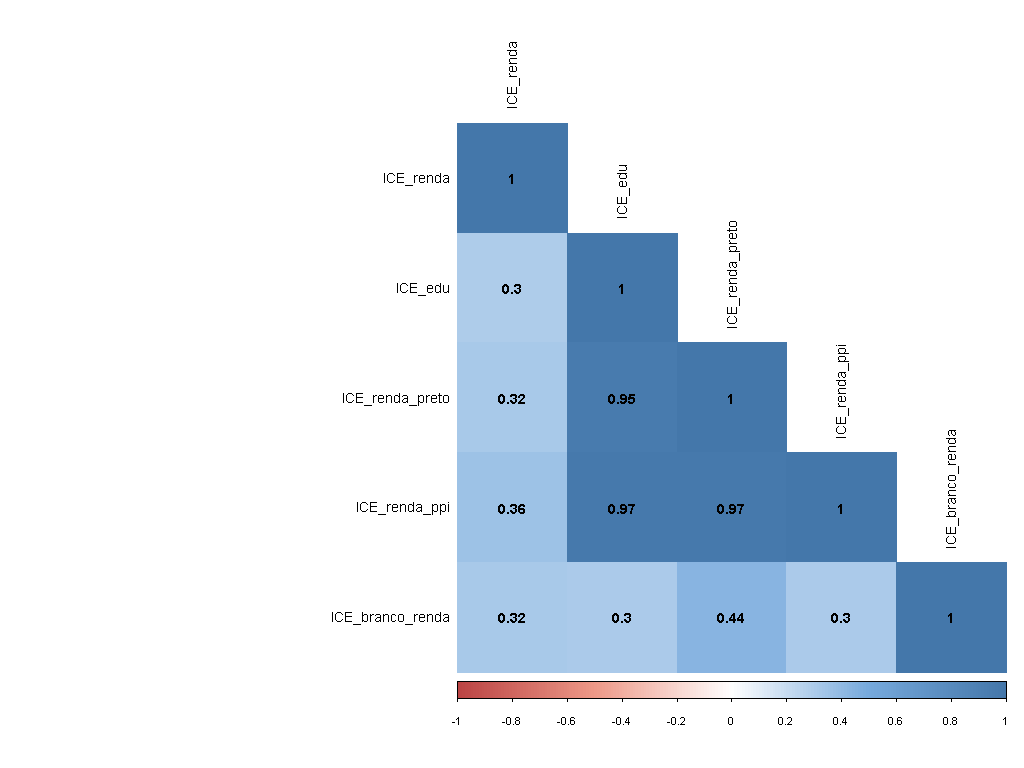 ICE_renda
ICE_edu
ICE_renda_preto
ICE_renda_ppi
ICE_branco_renda
ICE_renda 1
ICE_edu 0.3 1
ICE_renda_preto 0.32 0.95 1
ICE_renda_ppi 0.36 0.97 0.97 1
ICE_branco_renda 0.32 0.3 0.44 0.3 1
-1 -0.8 -0.6 -0.4 -0.2 0 0.2 0.4 0.6 0.8 1